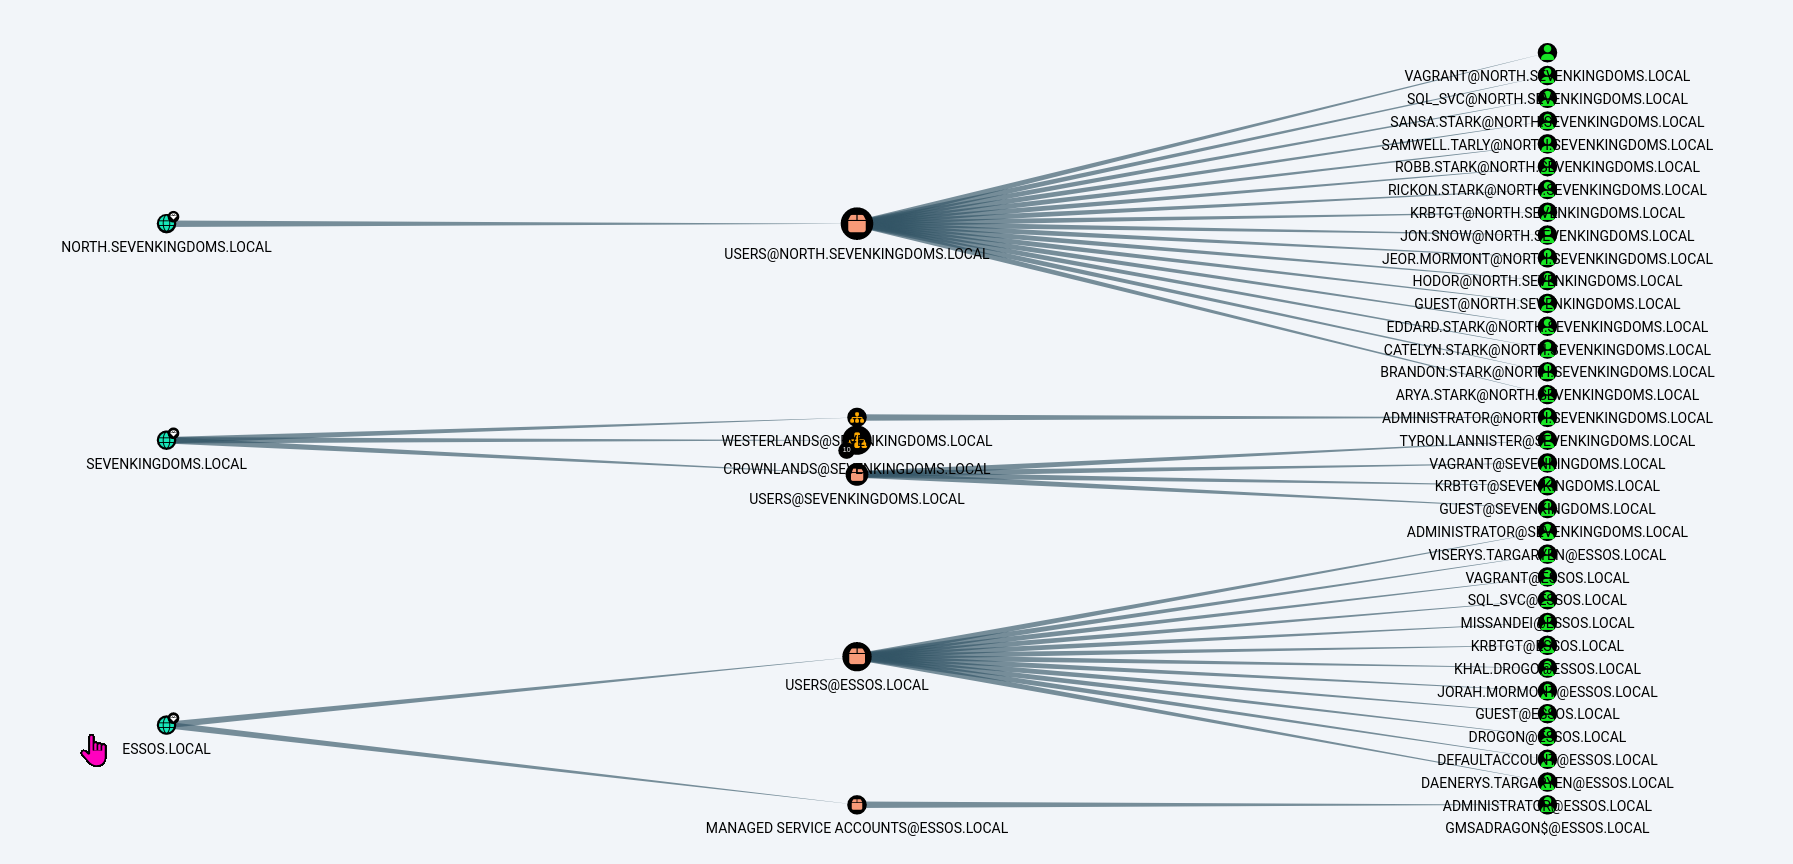 NORTH.SEVENKINGDOMS.LOCAL
SEVENKINGDOMS.LOCAL
ESSOS.LOCAL
USERS@NORTH.SEVENKINGDOMS.LOCAL
WESTERLANDS@SEVENKINGDOMS.LOCAL
10
CROWNLANDS@SEVENKINGDOMS.LOCAL
USERS@SEVENKINGDOMS.LOCAL
USERS@ESSOS.LOCAL
MANAGED SERVICE ACCOUNTS@ESSOS.LOCAL
VAGRANT@NORTH.SEVENKINGDOMS.LOCAL
SQL_SVC@NORTH.SEVENKINGDOMS.LOCAL
SANSA.STARK@NORTH.SEVENKINGDOMS.LOCAL
SAMWELL.TARLY@NORTH.SEVENKINGDOMS.LOCAL
ROBB.STARK@NORTH.SEVENKINGDOMS.LOCAL
RICKON.STARK@NORTH.SEVENKINGDOMS.LOCAL
KRBTGT@NORTH.SEVENKINGDOMS.LOCAL
JON.SNOW@NORTH.SEVENKINGDOMS.LOCAL
JEOR.MORMONT@NORTH.SEVENKINGDOMS.LOCAL
HODOR@NORTH.SEVENKINGDOMS.LOCAL
GUEST@NORTH.SEVENKINGDOMS.LOCAL
EDDARD.STARK@NORTH.SEVENKINGDOMS.LOCAL
CATELYN.STARK@NORTH.SEVENKINGDOMS.LOCAL
BRANDON.STARK@NORTH.SEVENKINGDOMS.LOCAL
ARYA.STARK@NORTH.SEVENKINGDOMS.LOCAL
ADMINISTRATOR@NORTH.SEVENKINGDOMS.LOCAL
TYRON.LANNISTER@SEVENKINGDOMS.LOCAL
VAGRANT@SEVENKINGDOMS.LOCAL
KRBTGT@SEVENKINGDOMS.LOCAL
GUEST@SEVENKINGDOMS.LOCAL
ADMINISTRATOR@SEVENKINGDOMS.LOCAL
VISERYS.TARGARYEN@ESSOS.LOCAL
VAGRANT@ESSOS.LOCAL
SQL_SVC@ESSOS.LOCAL
MISSANDEI@ESSOS.LOCAL
KRBTGT@ESSOS.LOCAL
KHAL.DROGO@ESSOS.LOCAL
JORAH.MORMONT@ESSOS.LOCAL
GUEST@ESSOS.LOCAL
DROGON@ESSOS.LOCAL
DEFAULTACCOUNT@ESSOS.LOCAL
DAENERYS.TARGARYEN@ESSOS.LOCAL
ADMINISTRATOR@ESSOS.LOCAL
GMSADRAGON$@ESSOS.LOCAL